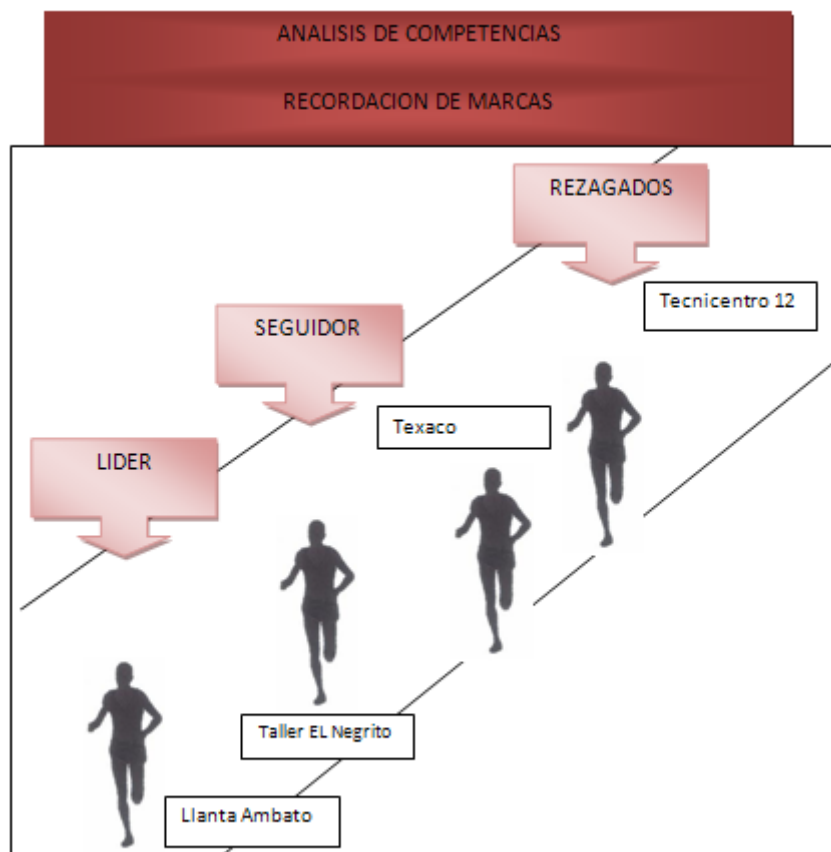 ANALISIS DE COMPETENCIAS
RECORDACION DE MARCAS
REZAGADOS
Tecnicentro 12
SEGUIDOR
Texaco
LIDER
Taller EL Negrito
Llanta Ambato